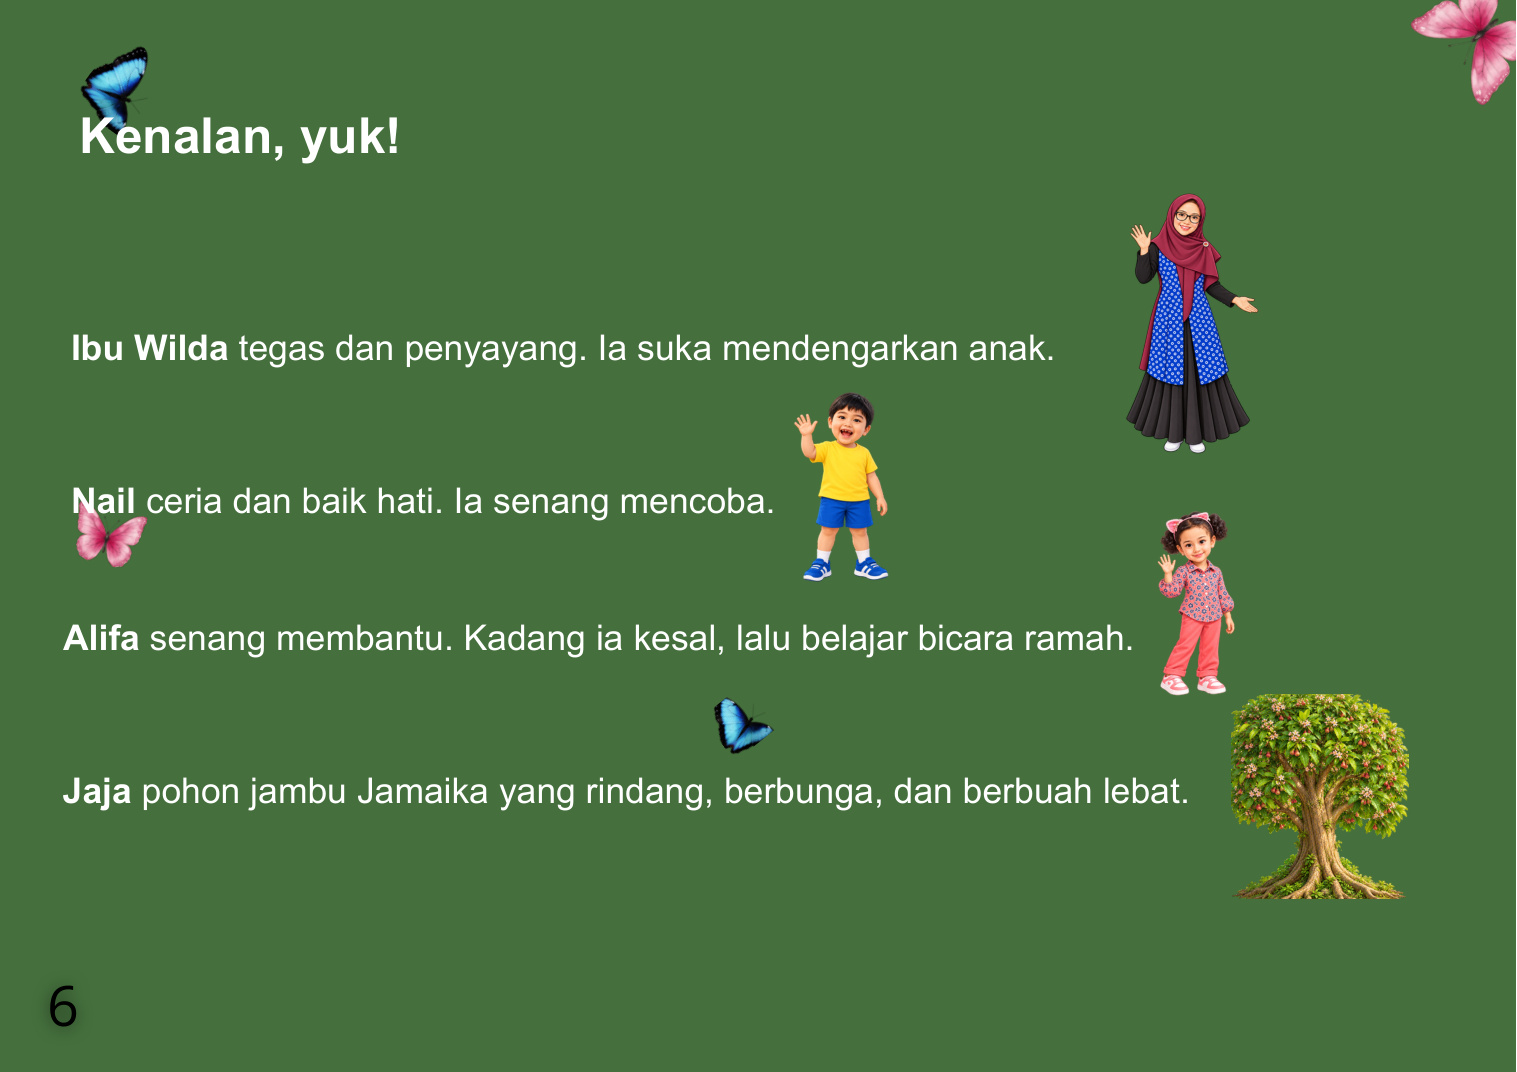 Kenalan, yuk!
Ibu Wilda tegas dan penyayang. Ia suka mendengarkan anak.
Nail ceria dan baik hati. Ia senang mencoba.
Alifa senang membantu. Kadang ia kesal, lalu belajar bicara ramah.
Jaja pohon jambu Jamaika yang rindang, berbunga, dan berbuah lebat.
6